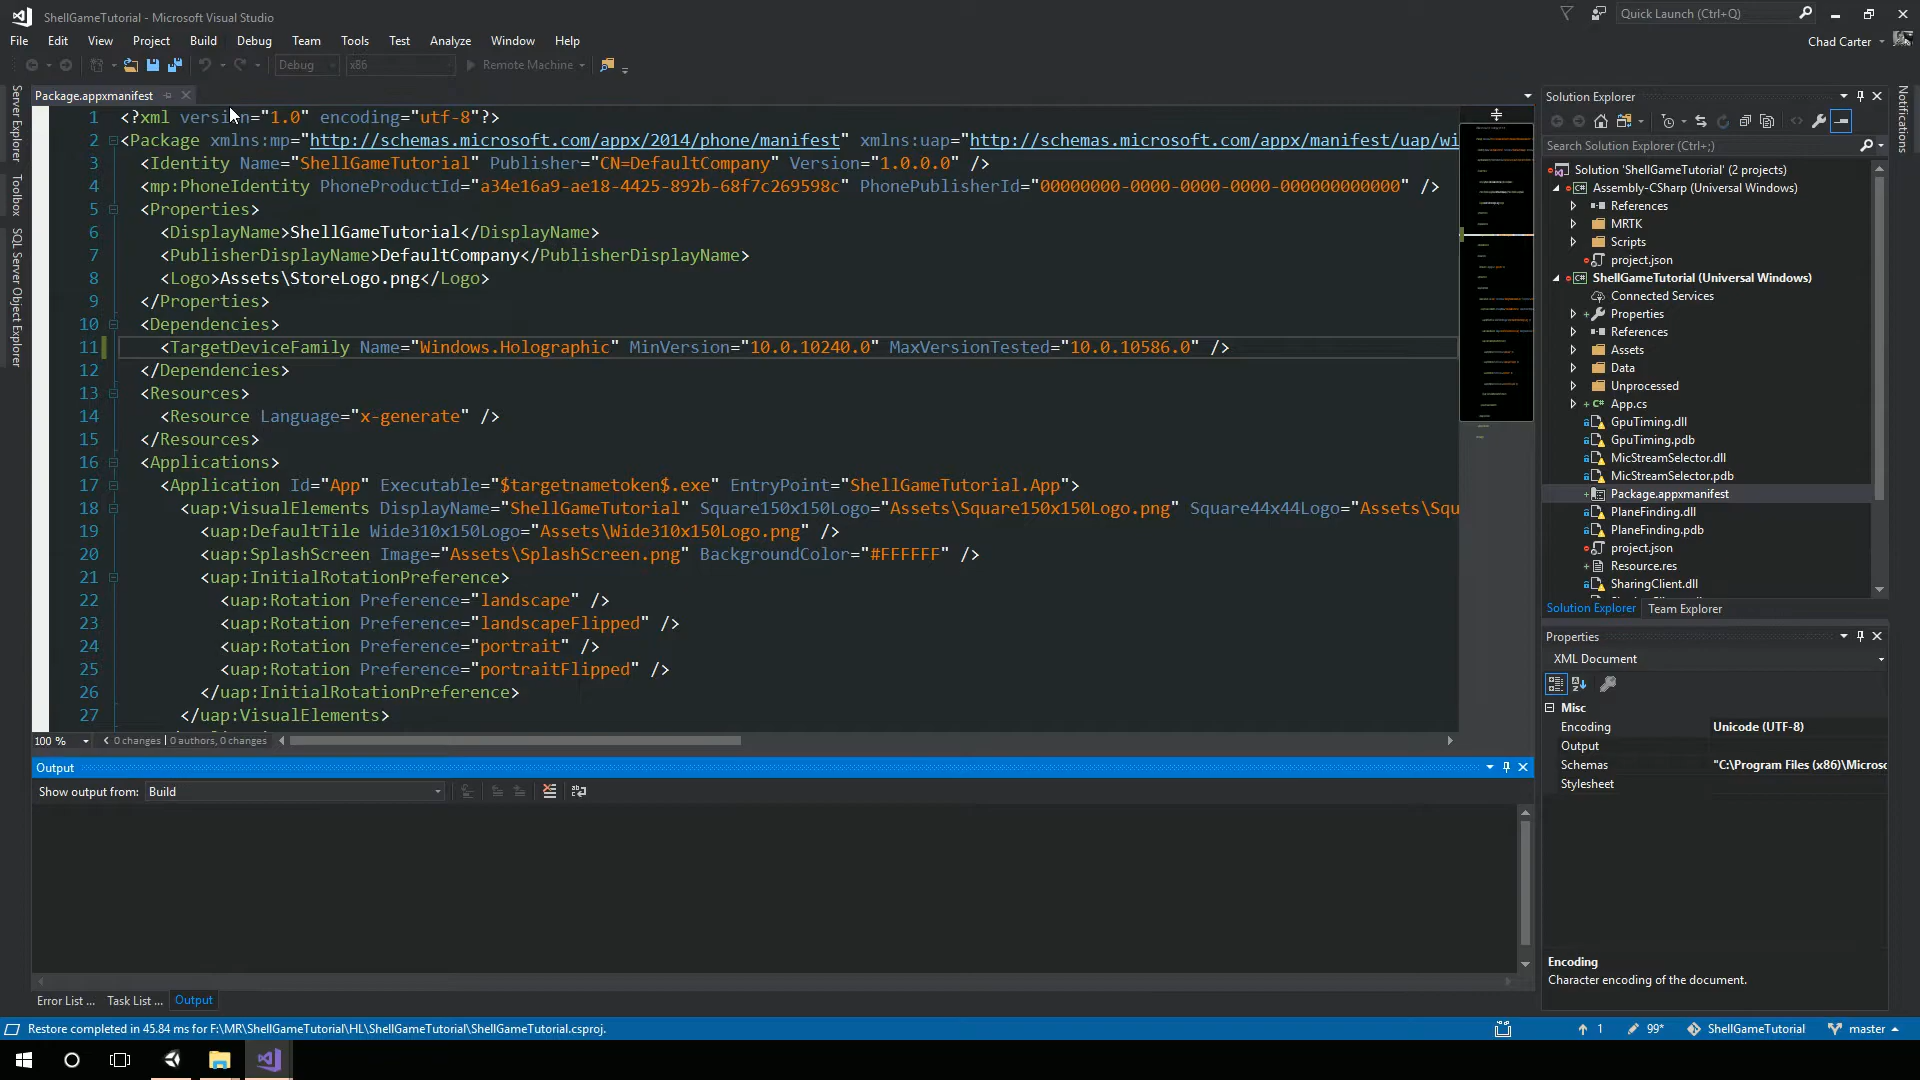 ShellGameTutorial - Microsoft Visual Studio
Quick Launch (Ctrl+Q)
File Edit View Project Build Debug Team Tools Test Analyze Window Help
Chad Carter
Debug x86 Remote Machine
Server Explorer
Toolbox
SQL Server Object Explorer
Package.appxmanifest
1 <?xml version="1.0" encoding="utf-8"?>
2 <Package xmlns:mp="http://schemas.microsoft.com/appx/2014/phone/manifest" xmlns:uap="http://schemas.microsoft.com/appx/manifest/uap/wi
3 <Identity Name="ShellGameTutorial" Publisher="CN=DefaultCompany" Version="1.0.0.0" />
4 <mp:PhoneIdentity PhoneProductId="a34e16a9-ae18-4425-892b-68f7c269598c" PhonePublisherId="00000000-0000-0000-0000-000000000000" />
5 <Properties>
6 <DisplayName>ShellGameTutorial</DisplayName>
7 <PublisherDisplayName>DefaultCompany</PublisherDisplayName>
8 <Logo>Assets\StoreLogo.png</Logo>
9 </Properties>
10 <Dependencies>
11 <TargetDeviceFamily Name="Windows.Holographic" MinVersion="10.0.10240.0" MaxVersionTested="10.0.10586.0" />
12 </Dependencies>
13 <Resources>
14 <Resource Language="x-generate" />
15 </Resources>
16 <Applications>
17 <Application Id="App" Executable="$targetnametoken$.exe" EntryPoint="ShellGameTutorial.App">
18 <uap:VisualElements DisplayName="ShellGameTutorial" Square150x150Logo="Assets\Square150x150Logo.png" Square44x44Logo="Assets\Squ
19 <uap:DefaultTile Wide310x150Logo="Assets\Wide310x150Logo.png" />
20 <uap:SplashScreen Image="Assets\SplashScreen.png" BackgroundColor="#FFFFFF" />
21 <uap:InitialRotationPreference>
22 <uap:Rotation Preference="landscape" />
23 <uap:Rotation Preference="landscapeFlipped" />
24 <uap:Rotation Preference="portrait" />
25 <uap:Rotation Preference="portraitFlipped" />
26 </uap:InitialRotationPreference>
27 </uap:VisualElements>
100 % 0 changes | 0 authors, 0 changes
Output
Show output from: Build
Error List ... Task List ... Output
Solution Explorer
Search Solution Explorer (Ctrl+;)
Solution 'ShellGameTutorial' (2 projects)
Assembly-CSharp (Universal Windows)
References
MRTK
Scripts
project.json
ShellGameTutorial (Universal Windows)
Connected Services
Properties
References
Assets
Data
Unprocessed
App.cs
GpuTiming.dll
GpuTiming.pdb
MicStreamSelector.dll
MicStreamSelector.pdb
Package.appxmanifest
PlaneFinding.dll
PlaneFinding.pdb
project.json
Resource.res
SharingClient.dll
Solution Explorer Team Explorer
Properties
XML Document
Misc
Encoding Unicode (UTF-8)
Output
Schemas "C:\Program Files (x86)\Microso
Stylesheet
Encoding
Character encoding of the document.
Notifications
Restore completed in 45.84 ms for F:\MR\ShellGameTutorial\HL\ShellGameTutorial\ShellGameTutorial.csproj.
1 99* ShellGameTutorial master